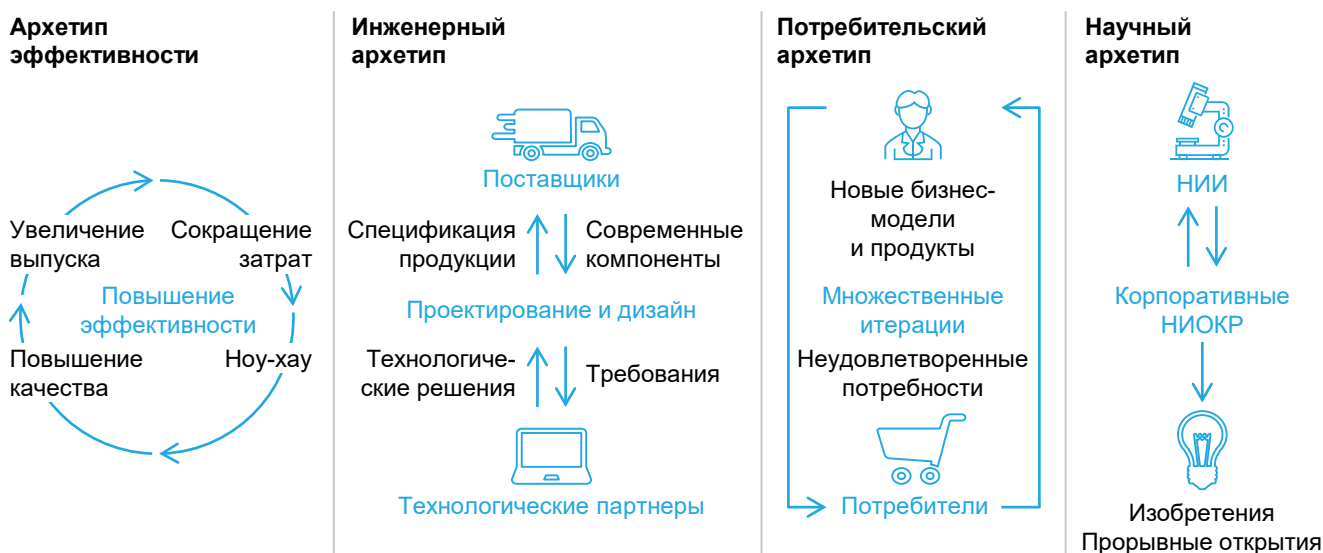 Архетип
эффективности
Увеличение
выпуска
Сокращение
затрат
Повышение
эффективности
Повышение
качества
Ноу-хау
Инженерный
архетип
Поставщики
Спецификация
продукции
Современные
компоненты
Проектирование и дизайн
Технологиче-
ские решения
Требования
Технологические партнеры
Потребительский
архетип
Новые бизнес-
модели
и продукты
Множественные
итерации
Неудовлетворенные
потребности
Потребители
Научный
архетип
НИИ
Корпоративные
НИОКР
Изобретения
Прорывные открытия